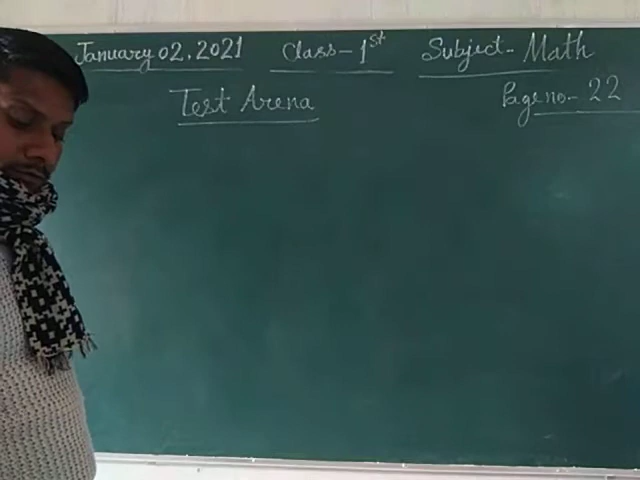 January 02, 2021 Class- 1st Subject- Math
Test Arena Page no- 22